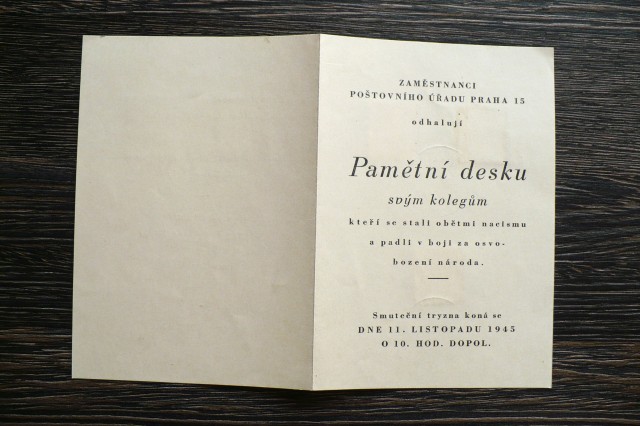 ZAMĚSTNANCI
POŠTOVNÍHO ÚŘADU PRAHA 15
odhalují
Pamětní desku
svým kolegům
kteří se stali obětmi nacismu
a padli v boji za osvo-
bození národa.
Smuteční tryzna koná se
DNE 11. LISTOPADU 1945
O 10. HOD. DOPOL.